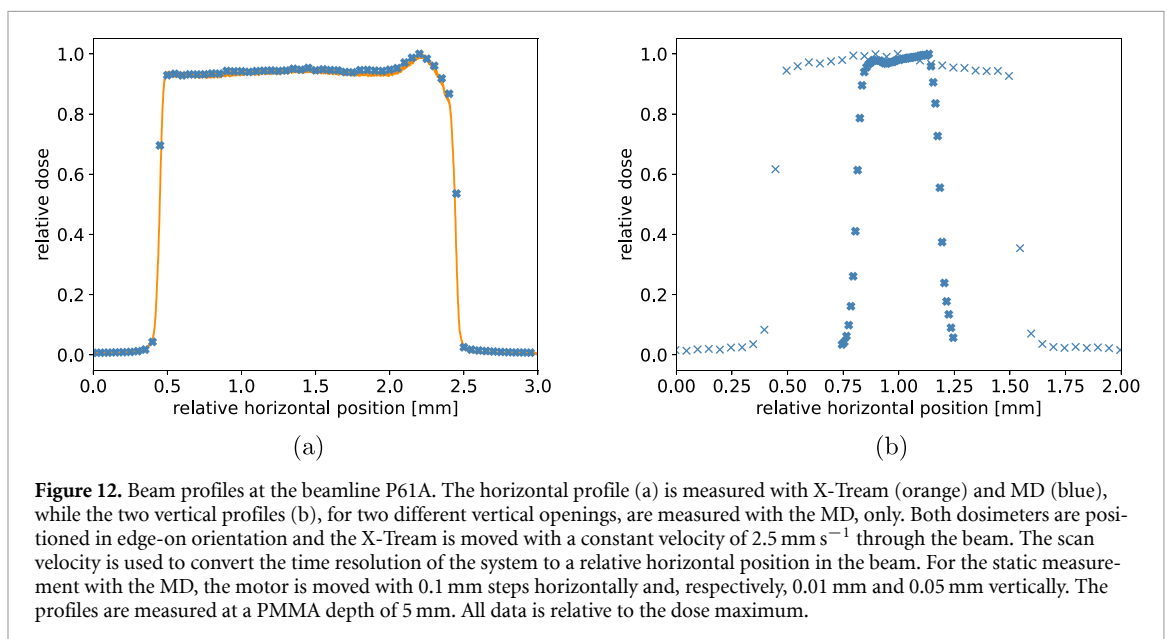 1.0
0.8
0.6
0.4
0.2
0.0
relative dose
0.0 0.5 1.0 1.5 2.0 2.5 3.0
relative horizontal position [mm]
(a)
1.0
0.8
0.6
0.4
0.2
0.0
relative dose
0.00 0.25 0.50 0.75 1.00 1.25 1.50 1.75 2.00
relative horizontal position [mm]
(b)
Figure 12. Beam profiles at the beamline P61A. The horizontal profile (a) is measured with X-Tream (orange) and MD (blue),
while the two vertical profiles (b), for two different vertical openings, are measured with the MD, only. Both dosimeters are posi-
tioned in edge-on orientation and the X-Tream is moved with a constant velocity of 2.5 mm s⁻¹ through the beam. The scan
velocity is used to convert the time resolution of the system to a relative horizontal position in the beam. For the static measure-
ment with the MD, the motor is moved with 0.1 mm steps horizontally and, respectively, 0.01 mm and 0.05 mm vertically. The
profiles are measured at a PMMA depth of 5 mm. All data is relative to the dose maximum.